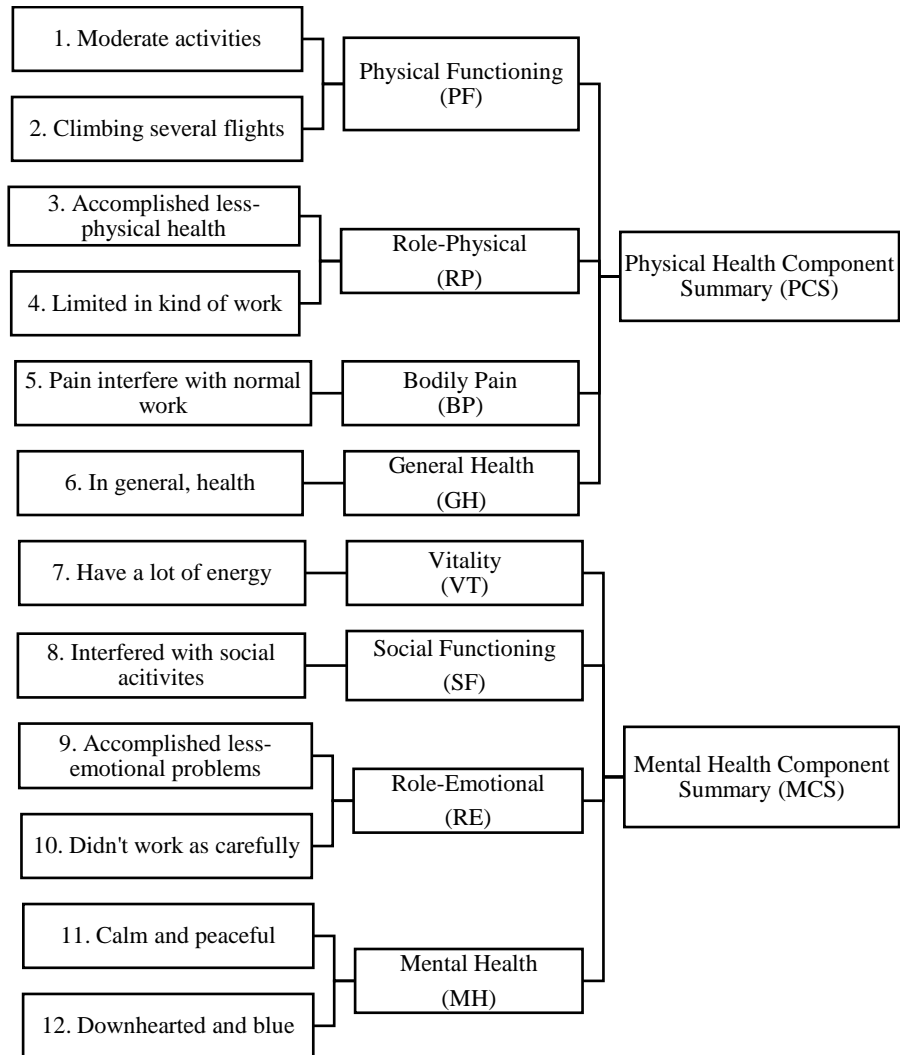 1. Moderate activities
2. Climbing several flights
Physical Functioning
(PF)
3. Accomplished less-
physical health
4. Limited in kind of work
Role-Physical
(RP)
5. Pain interfere with normal
work
Bodily Pain
(BP)
6. In general, health
General Health
(GH)
Physical Health Component
Summary (PCS)
7. Have a lot of energy
Vitality
(VT)
8. Interfered with social
acitivites
Social Functioning
(SF)
9. Accomplished less-
emotional problems
10. Didn't work as carefully
Role-Emotional
(RE)
11. Calm and peaceful
12. Downhearted and blue
Mental Health
(MH)
Mental Health Component
Summary (MCS)